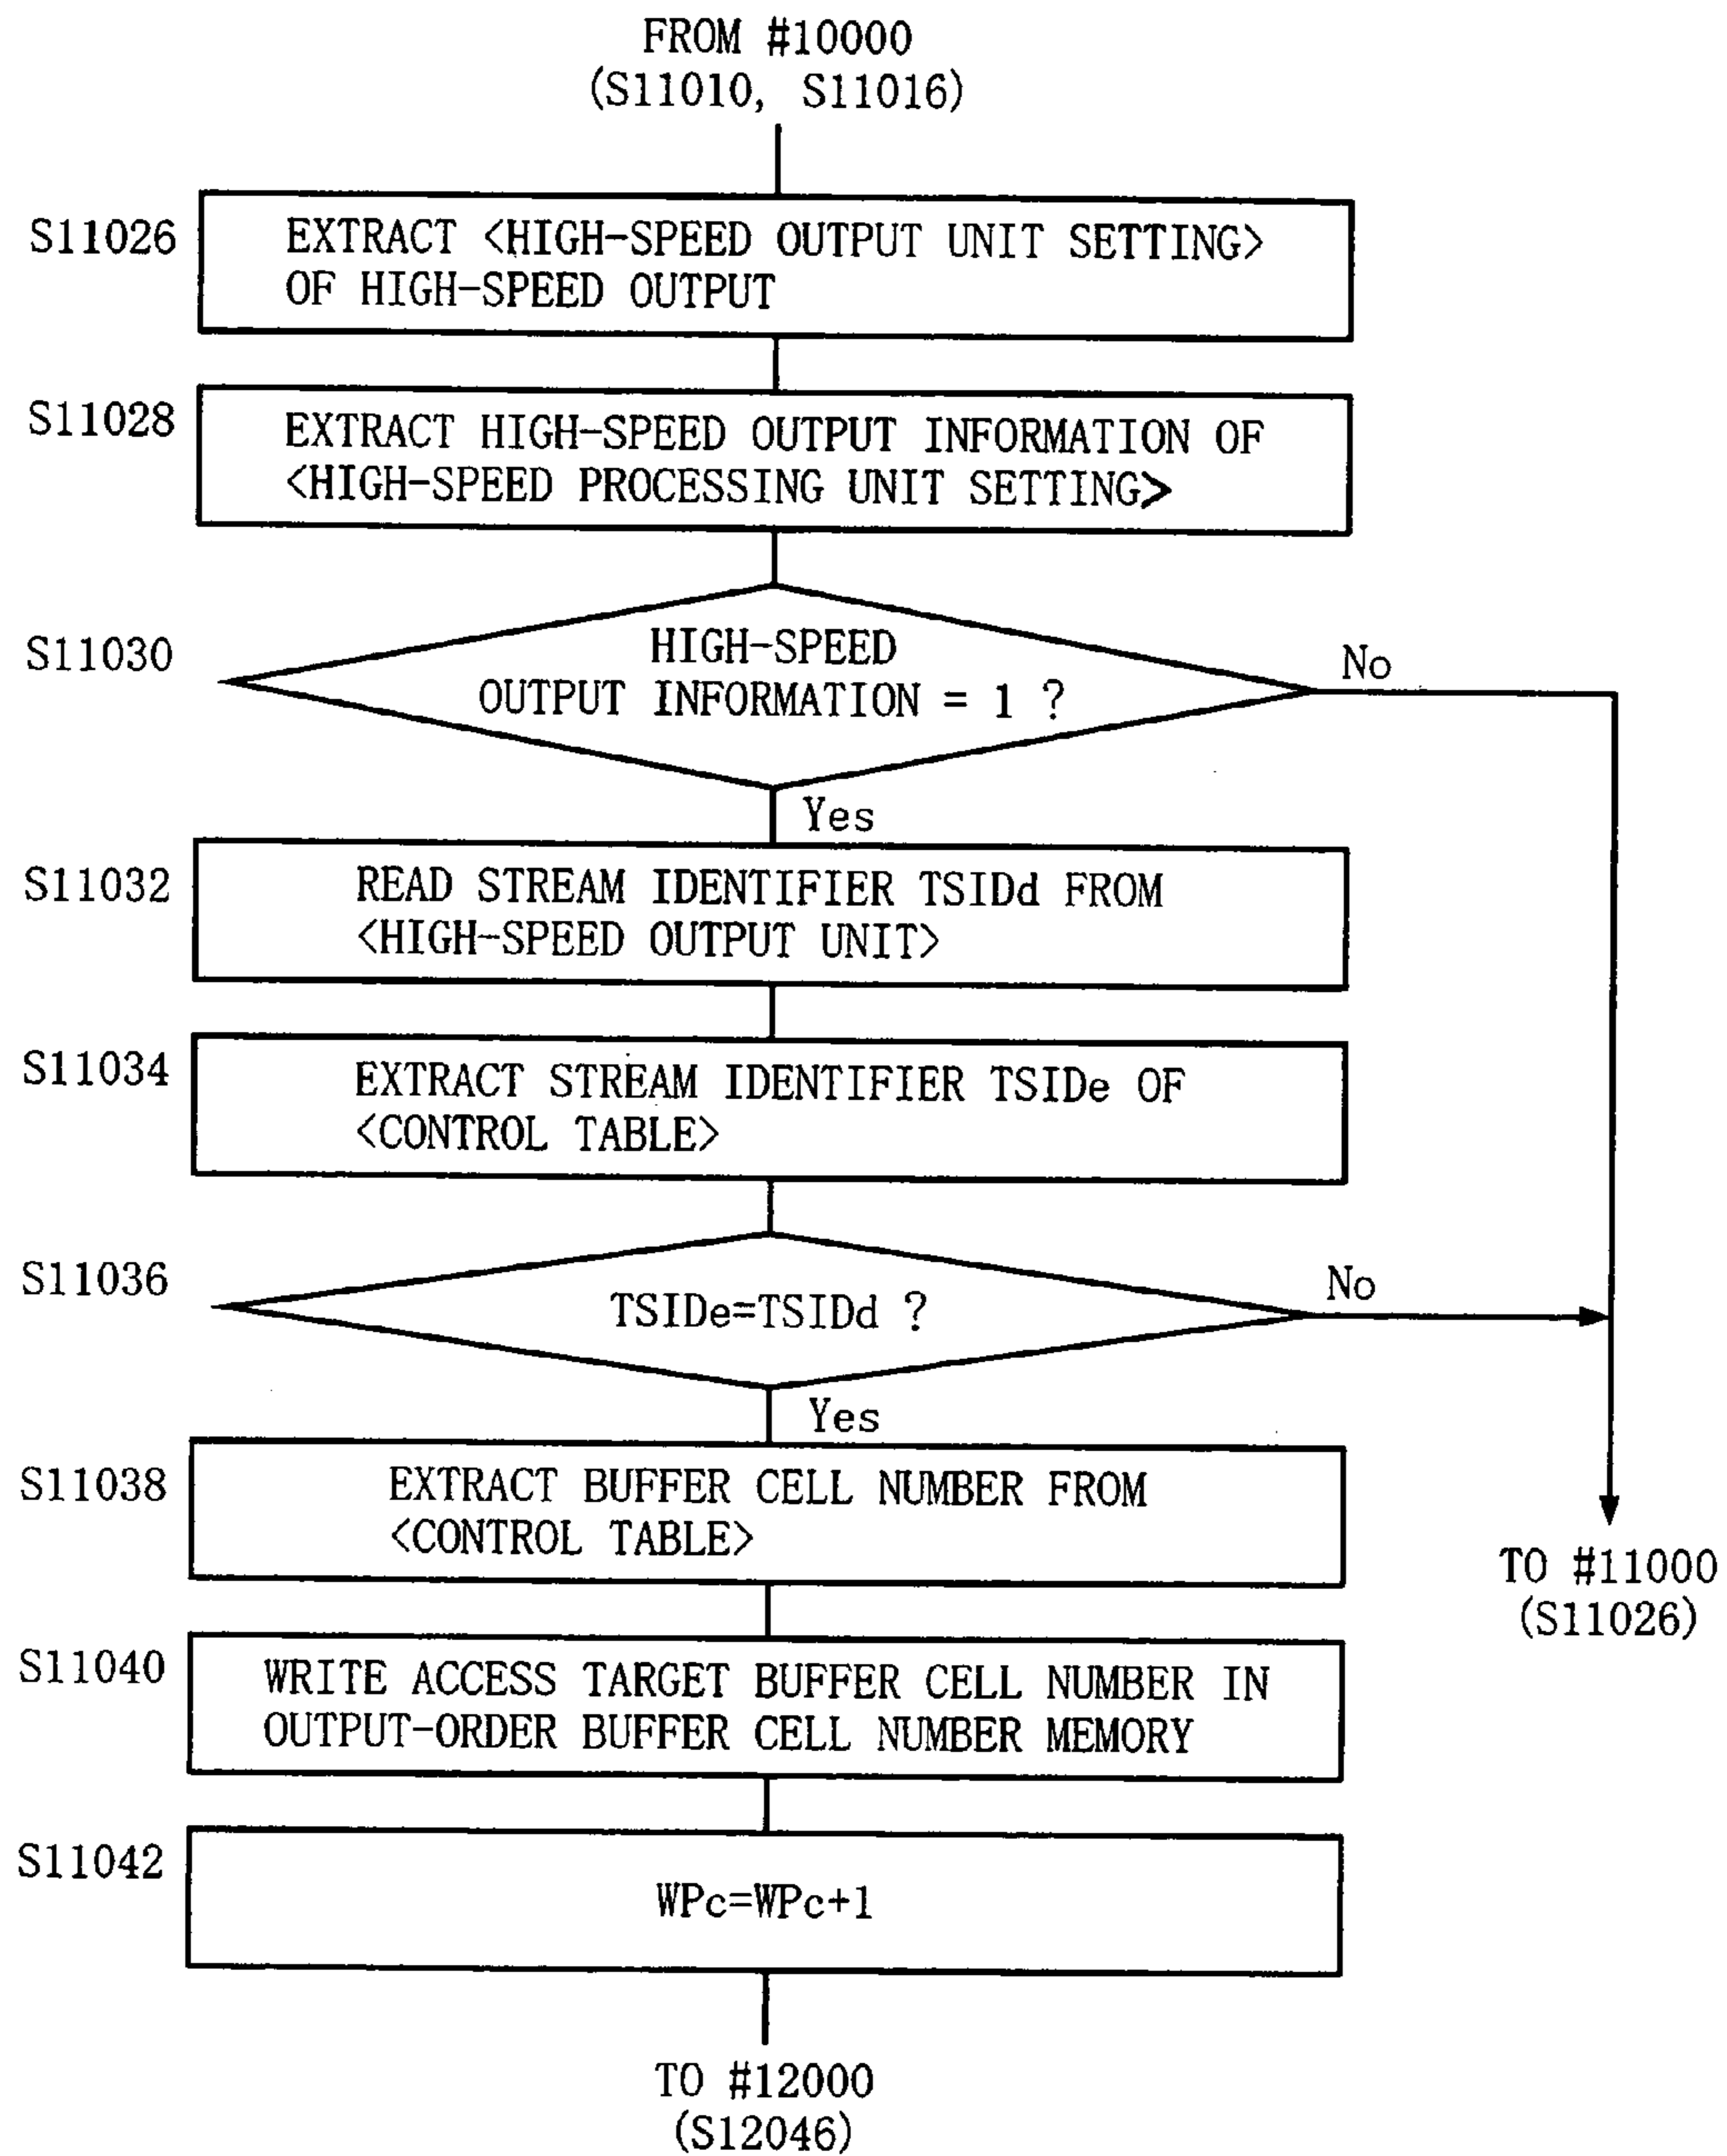 FROM #10000
(S11010, S11016)
S11026
EXTRACT <HIGH-SPEED OUTPUT UNIT SETTING>
OF HIGH-SPEED OUTPUT
S11028
EXTRACT HIGH-SPEED OUTPUT INFORMATION OF
<HIGH-SPEED PROCESSING UNIT SETTING>
S11030
HIGH-SPEED
OUTPUT INFORMATION = 1 ?
No
Yes
S11032
READ STREAM IDENTIFIER TSIDd FROM
<HIGH-SPEED OUTPUT UNIT>
S11034
EXTRACT STREAM IDENTIFIER TSIDe OF
<CONTROL TABLE>
S11036
TSIDe=TSIDd ?
No
Yes
S11038
EXTRACT BUFFER CELL NUMBER FROM
<CONTROL TABLE>
TO #11000
(S11026)
S11040
WRITE ACCESS TARGET BUFFER CELL NUMBER IN
OUTPUT-ORDER BUFFER CELL NUMBER MEMORY
S11042
WPc=WPc+1
TO #12000
(S12046)